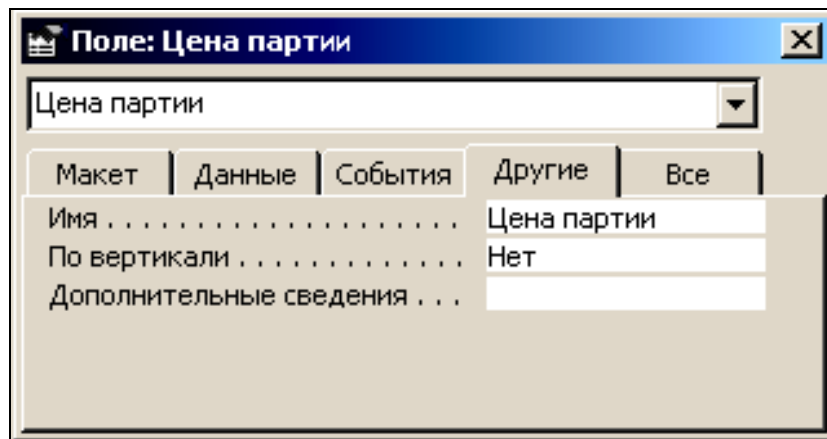 Поле: Цена партии
Цена партии
Макет Данные События Другие Все
Имя . . . . . . . . . . . . . . . . . . . . . Цена партии
По вертикали . . . . . . . . . . . . . Нет
Дополнительные сведения . . .